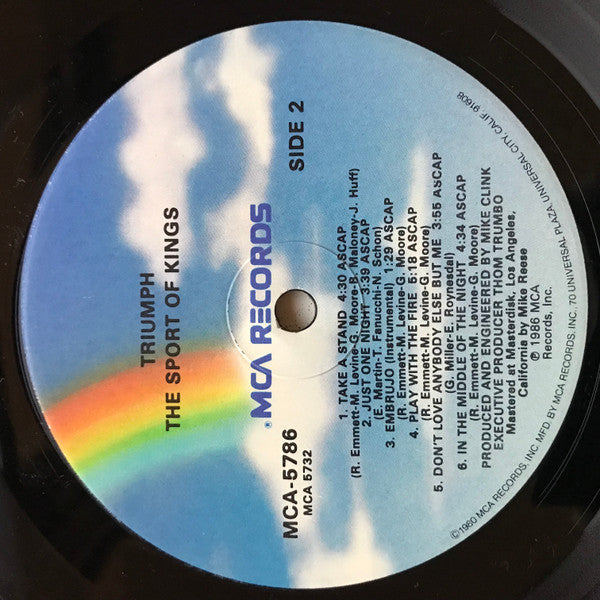 TRIUMPH
THE SPORT OF KINGS
MCA RECORDS
MCA-5786
MCA 5732
SIDE 2
1. TAKE A STAND 4:30 ASCAP
(R. Emmett-M. Levine-G. Moore-B. Maloney-J. Huff)
2. JUST ONE NIGHT 3:39 ASCAP
(E. Martin-T. Fanucchi-N. Schon)
3. EMBRUJO (Instrumental) 1:29 ASCAP
(R. Emmett-M. Levine-G. Moore)
4. PLAY WITH THE FIRE 5:18 ASCAP
(R. Emmett-M. Levine-G. Moore)
5. DON'T LOVE ANYBODY ELSE BUT ME 3:55 ASCAP
(R. G. Miller-E. Ropstesdal)
6. IN THE MIDDLE OF THE NIGHT 4:34 ASCAP
(R. Emmett-M. Levine-G. Moore)
PRODUCED AND ENGINEERED BY MIKE CLINK
EXECUTIVE PRODUCER THOM TRUMBO
Mastered at Masterdisk, Los Angeles,
California by Mike Reese
℗ 1986 MCA
Records, Inc.
©1980 MCA RECORDS, INC. MFD. BY MCA RECORDS, INC., 70 UNIVERSAL PLAZA, UNIVERSAL CITY, CALIF. 91608